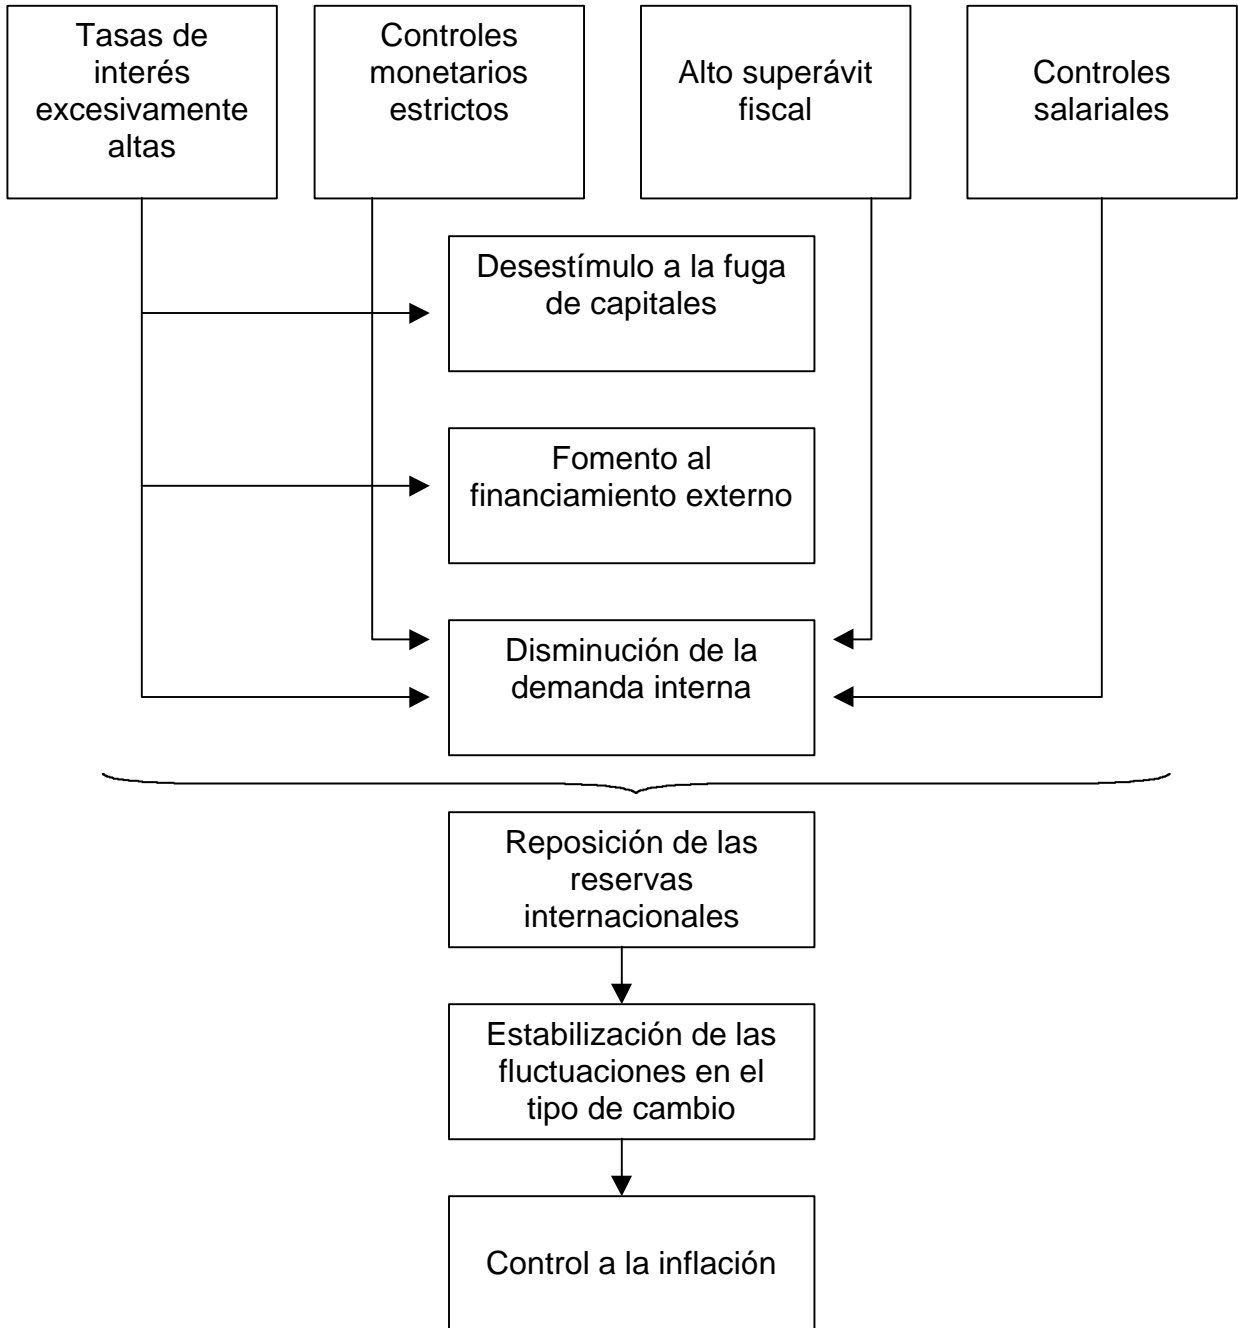 Tasas de
interés
excesivamente
altas
Controles
monetarios
estrictos
Alto superávit
fiscal
Controles
salariales
Desestímulo a la fuga
de capitales
Fomento al
financiamiento externo
Disminución de la
demanda interna
Reposición de las
reservas
internacionales
Estabilización de las
fluctuaciones en el
tipo de cambio
Control a la inflación